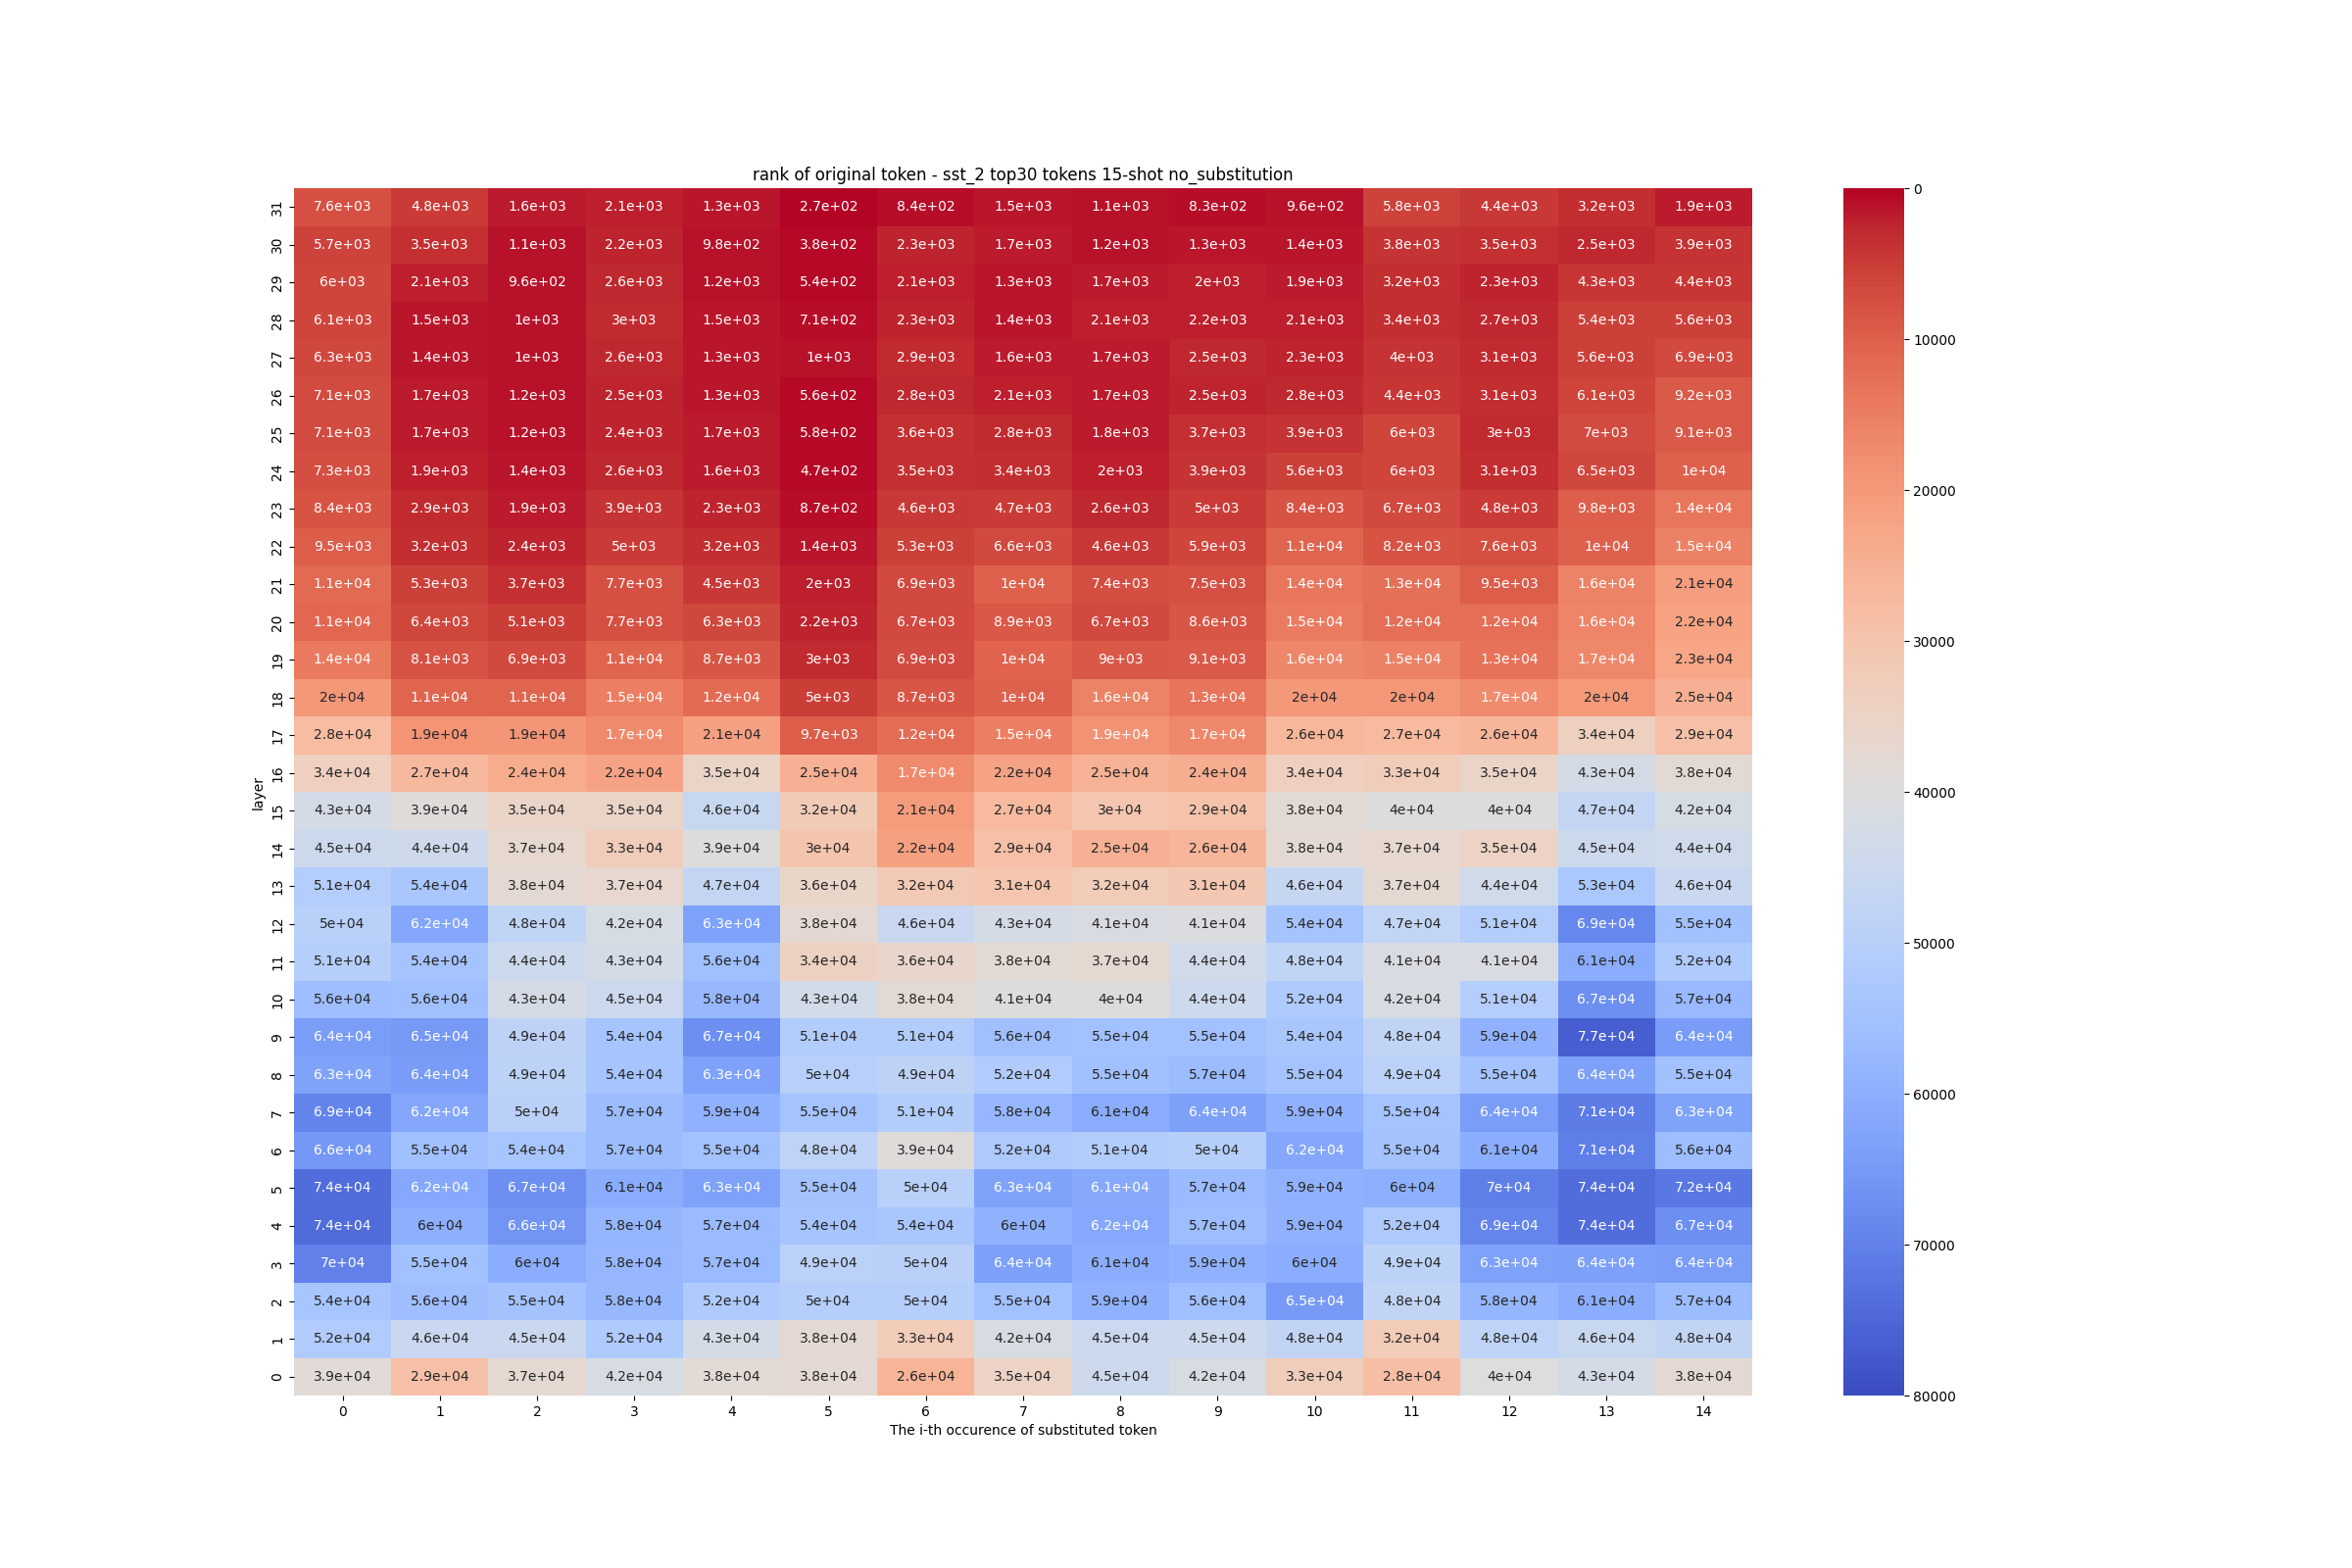 rank of original token - sst_2 top30 tokens 15-shot no_substitution
31 7.6e+03 4.8e+03 1.6e+03 2.1e+03 1.3e+03 2.7e+02 8.4e+02 1.5e+03 1.1e+03 8.3e+02 9.6e+02 5.8e+03 4.4e+03 3.2e+03 1.9e+03 0
30 5.7e+03 3.5e+03 1.1e+03 2.2e+03 9.8e+02 3.8e+02 2.3e+03 1.7e+03 1.2e+03 1.3e+03 1.4e+03 3.8e+03 3.5e+03 2.5e+03 3.9e+03
29 6e+03 2.1e+03 9.6e+02 2.6e+03 1.2e+03 5.4e+02 2.1e+03 1.3e+03 1.7e+03 2e+03 1.9e+03 3.2e+03 2.3e+03 4.3e+03 4.4e+03
28 6.1e+03 1.5e+03 1e+03 3e+03 1.5e+03 7.1e+02 2.3e+03 1.4e+03 2.1e+03 2.2e+03 2.1e+03 3.4e+03 2.7e+03 5.4e+03 5.6e+03
27 6.3e+03 1.4e+03 1e+03 2.6e+03 1.3e+03 1e+03 2.9e+03 1.6e+03 1.7e+03 2.5e+03 2.3e+03 4e+03 3.1e+03 5.6e+03 6.9e+03 10000
26 7.1e+03 1.7e+03 1.2e+03 2.5e+03 1.3e+03 5.6e+02 2.8e+03 2.1e+03 1.7e+03 2.5e+03 2.8e+03 4.4e+03 3.1e+03 6.1e+03 9.2e+03
25 7.1e+03 1.7e+03 1.2e+03 2.4e+03 1.7e+03 5.8e+02 3.6e+03 2.8e+03 1.8e+03 3.7e+03 3.9e+03 6e+03 3e+03 7e+03 9.1e+03
24 7.3e+03 1.9e+03 1.4e+03 2.6e+03 1.6e+03 4.7e+02 3.5e+03 3.4e+03 2e+03 3.9e+03 5.6e+03 6e+03 3.1e+03 6.5e+03 1e+04 20000
23 8.4e+03 2.9e+03 1.9e+03 3.9e+03 2.3e+03 8.7e+02 4.6e+03 4.7e+03 2.6e+03 5e+03 8.4e+03 6.7e+03 4.8e+03 9.8e+03 1.4e+04
22 9.5e+03 3.2e+03 2.4e+03 5e+03 3.2e+03 1.4e+03 5.3e+03 6.6e+03 4.6e+03 5.9e+03 1.1e+04 8.2e+03 7.6e+03 1e+04 1.5e+04
21 1.1e+04 5.3e+03 3.7e+03 7.7e+03 4.5e+03 2e+03 6.9e+03 1e+04 7.4e+03 7.5e+03 1.4e+04 1.3e+04 9.5e+03 1.6e+04 2.1e+04
20 1.1e+04 6.4e+03 5.1e+03 7.7e+03 6.3e+03 2.2e+03 6.7e+03 8.9e+03 6.7e+03 8.6e+03 1.5e+04 1.2e+04 1.2e+04 1.6e+04 2.2e+04 30000
19 1.4e+04 8.1e+03 6.9e+03 1.1e+04 8.7e+03 3e+03 6.9e+03 1e+04 9e+03 9.1e+03 1.6e+04 1.5e+04 1.3e+04 1.7e+04 2.3e+04
18 2e+04 1.1e+04 1.1e+04 1.5e+04 1.2e+04 5e+03 8.7e+03 1e+04 1.6e+04 1.3e+04 2e+04 2e+04 1.7e+04 2e+04 2.5e+04
17 2.8e+04 1.9e+04 1.9e+04 1.7e+04 2.1e+04 9.7e+03 1.2e+04 1.5e+04 1.9e+04 1.7e+04 2.6e+04 2.7e+04 2.6e+04 3.4e+04 2.9e+04
16 3.4e+04 2.7e+04 2.4e+04 2.2e+04 3.5e+04 2.5e+04 1.7e+04 2.2e+04 2.5e+04 2.4e+04 3.4e+04 3.3e+04 3.5e+04 4.3e+04 3.8e+04 40000
layer
15 4.3e+04 3.9e+04 3.5e+04 3.5e+04 4.6e+04 3.2e+04 2.1e+04 2.7e+04 3e+04 2.9e+04 3.8e+04 4e+04 4e+04 4.7e+04 4.2e+04
14 4.5e+04 4.4e+04 3.7e+04 3.3e+04 3.9e+04 3e+04 2.2e+04 2.9e+04 2.5e+04 2.6e+04 3.8e+04 3.7e+04 3.5e+04 4.5e+04 4.4e+04
13 5.1e+04 5.4e+04 3.8e+04 3.7e+04 4.7e+04 3.6e+04 3.2e+04 3.1e+04 3.2e+04 3.1e+04 4.6e+04 3.7e+04 4.4e+04 5.3e+04 4.6e+04
12 5e+04 6.2e+04 4.8e+04 4.2e+04 6.3e+04 3.8e+04 4.6e+04 4.3e+04 4.1e+04 4.1e+04 5.4e+04 4.7e+04 5.1e+04 6.9e+04 5.5e+04 50000
11 5.1e+04 5.4e+04 4.4e+04 4.3e+04 5.6e+04 3.4e+04 3.6e+04 3.8e+04 3.7e+04 4.4e+04 4.8e+04 4.1e+04 4.1e+04 6.1e+04 5.2e+04
10 5.6e+04 5.6e+04 4.3e+04 4.5e+04 5.8e+04 4.3e+04 3.8e+04 4.1e+04 4e+04 4.4e+04 5.2e+04 4.2e+04 5.1e+04 6.7e+04 5.7e+04
9 6.4e+04 6.5e+04 4.9e+04 5.4e+04 6.7e+04 5.1e+04 5.1e+04 5.6e+04 5.5e+04 5.5e+04 5.4e+04 4.8e+04 5.9e+04 7.7e+04 6.4e+04
8 6.3e+04 6.4e+04 4.9e+04 5.4e+04 6.3e+04 5e+04 4.9e+04 5.2e+04 5.5e+04 5.7e+04 5.5e+04 4.9e+04 5.5e+04 6.4e+04 5.5e+04 60000
7 6.9e+04 6.2e+04 5e+04 5.7e+04 5.9e+04 5.5e+04 5.1e+04 5.8e+04 6.1e+04 6.4e+04 5.9e+04 5.5e+04 6.4e+04 7.1e+04 6.3e+04
6 6.6e+04 5.5e+04 5.4e+04 5.7e+04 5.5e+04 4.8e+04 3.9e+04 5.2e+04 5.1e+04 5e+04 6.2e+04 5.5e+04 6.1e+04 7.1e+04 5.6e+04
5 7.4e+04 6.2e+04 6.7e+04 6.1e+04 6.3e+04 5.5e+04 5e+04 6.3e+04 6.1e+04 5.7e+04 5.9e+04 6e+04 7e+04 7.4e+04 7.2e+04
4 7.4e+04 6e+04 6.6e+04 5.8e+04 5.7e+04 5.4e+04 5.4e+04 6e+04 6.2e+04 5.7e+04 5.9e+04 5.2e+04 6.9e+04 7.4e+04 6.7e+04 70000
3 7e+04 5.5e+04 6e+04 5.8e+04 5.7e+04 4.9e+04 5e+04 6.4e+04 6.1e+04 5.9e+04 6e+04 4.9e+04 6.3e+04 6.4e+04 6.4e+04
2 5.4e+04 5.6e+04 5.5e+04 5.8e+04 5.2e+04 5e+04 5e+04 5.5e+04 5.9e+04 5.6e+04 6.5e+04 4.8e+04 5.8e+04 6.1e+04 5.7e+04
1 5.2e+04 4.6e+04 4.5e+04 5.2e+04 4.3e+04 3.8e+04 3.3e+04 4.2e+04 4.5e+04 4.5e+04 4.8e+04 3.2e+04 4.8e+04 4.6e+04 4.8e+04
0 3.9e+04 2.9e+04 3.7e+04 4.2e+04 3.8e+04 3.8e+04 2.6e+04 3.5e+04 4.5e+04 4.2e+04 3.3e+04 2.8e+04 4e+04 4.3e+04 3.8e+04 80000
0 1 2 3 4 5 6 7 8 9 10 11 12 13 14
The i-th occurence of substituted token